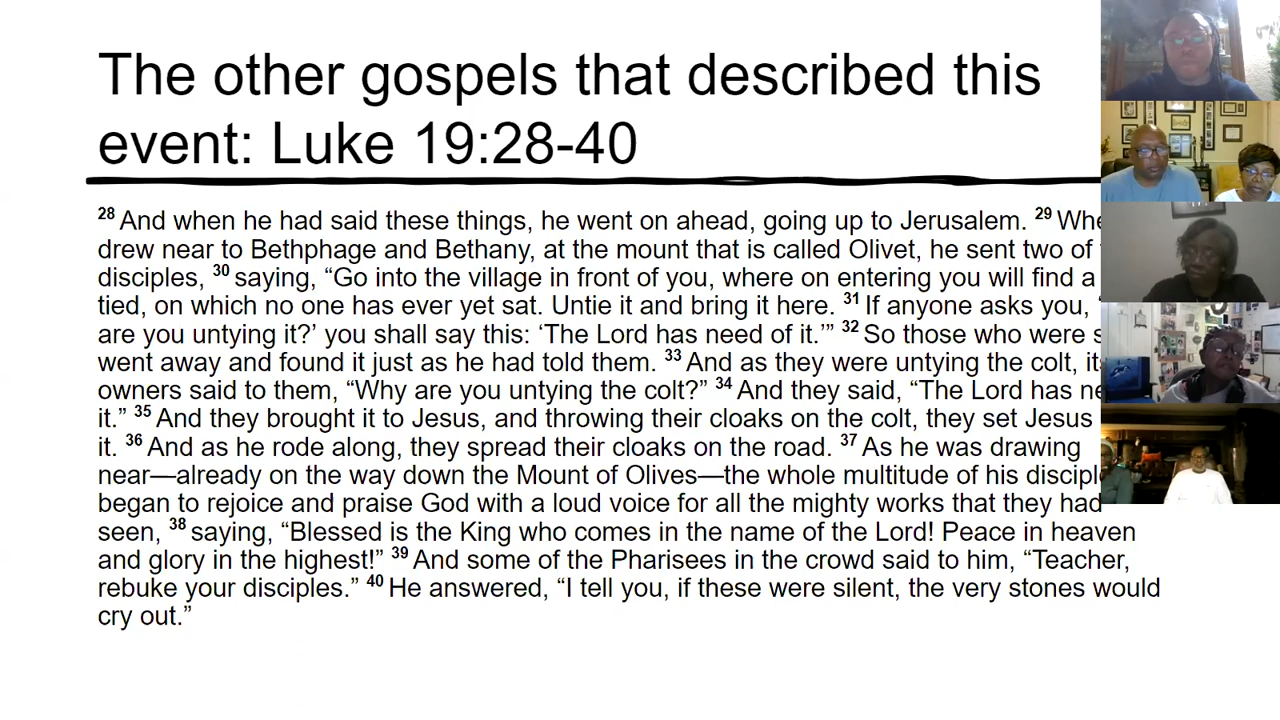 The other gospels that described this
event: Luke 19:28-40
28 And when he had said these things, he went on ahead, going up to Jerusalem. 29
drew near to Bethphage and Bethany, at the mount that is called Olivet, he sent two of
disciples, 30 saying, “Go into the village in front of you, where on entering you will find a
tied, on which no one has ever yet sat. Untie it and bring it here. 31 If anyone asks you,
are you untying it?’ you shall say this: ‘The Lord has need of it.’” 32 So those who were
went away and found it just as he had told them. 33 And as they were untying the colt,
owners said to them, “Why are you untying the colt?” 34 And they said, “The Lord has
it.” 35 And they brought it to Jesus, and throwing their cloaks on the colt, they set Jesus
it. 36 And as he rode along, they spread their cloaks on the road. 37 As he was drawing
near—already on the way down the Mount of Olives—the whole multitude of his
began to rejoice and praise God with a loud voice for all the mighty works that they had
seen, 38 saying, “Blessed is the King who comes in the name of the Lord! Peace in heaven
and glory in the highest!” 39 And some of the Pharisees in the crowd said to him, “Teacher,
rebuke your disciples.” 40 He answered, “I tell you, if these were silent, the very stones would
cry out.”